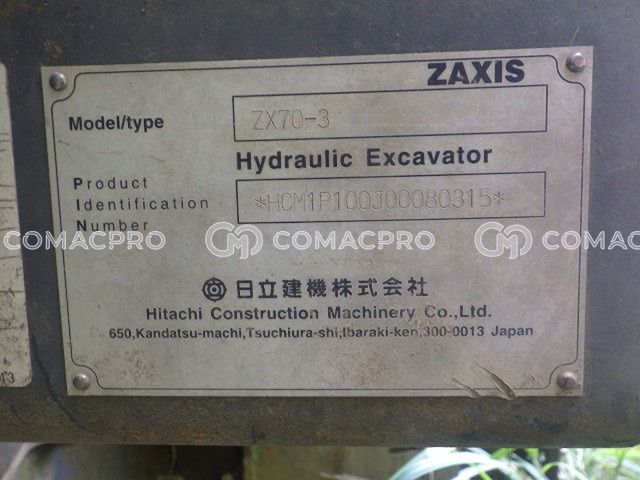 ZAXIS
Model/type ZX70-3
Hydraulic Excavator
Product
Identification *HCM1P100J00080315*
Number
COMACPRO COMACPRO COMACPRO
日立建機株式会社
Hitachi Construction Machinery Co.,Ltd.
650,Kandatsu-machi,Tsuchiura-shi,Ibaraki-ken,300-0013 Japan